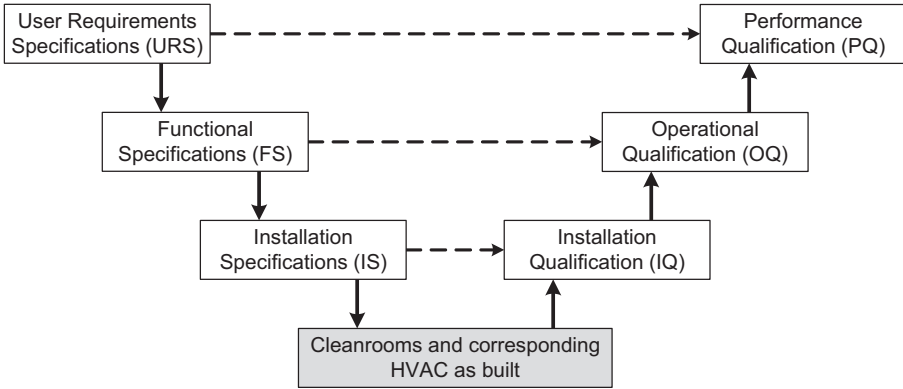 User Requirements
Specifications (URS)
Performance
Qualification (PQ)
Functional
Specifications (FS)
Operational
Qualification (OQ)
Installation
Specifications (IS)
Installation
Qualification (IQ)
Cleanrooms and corresponding
HVAC as built